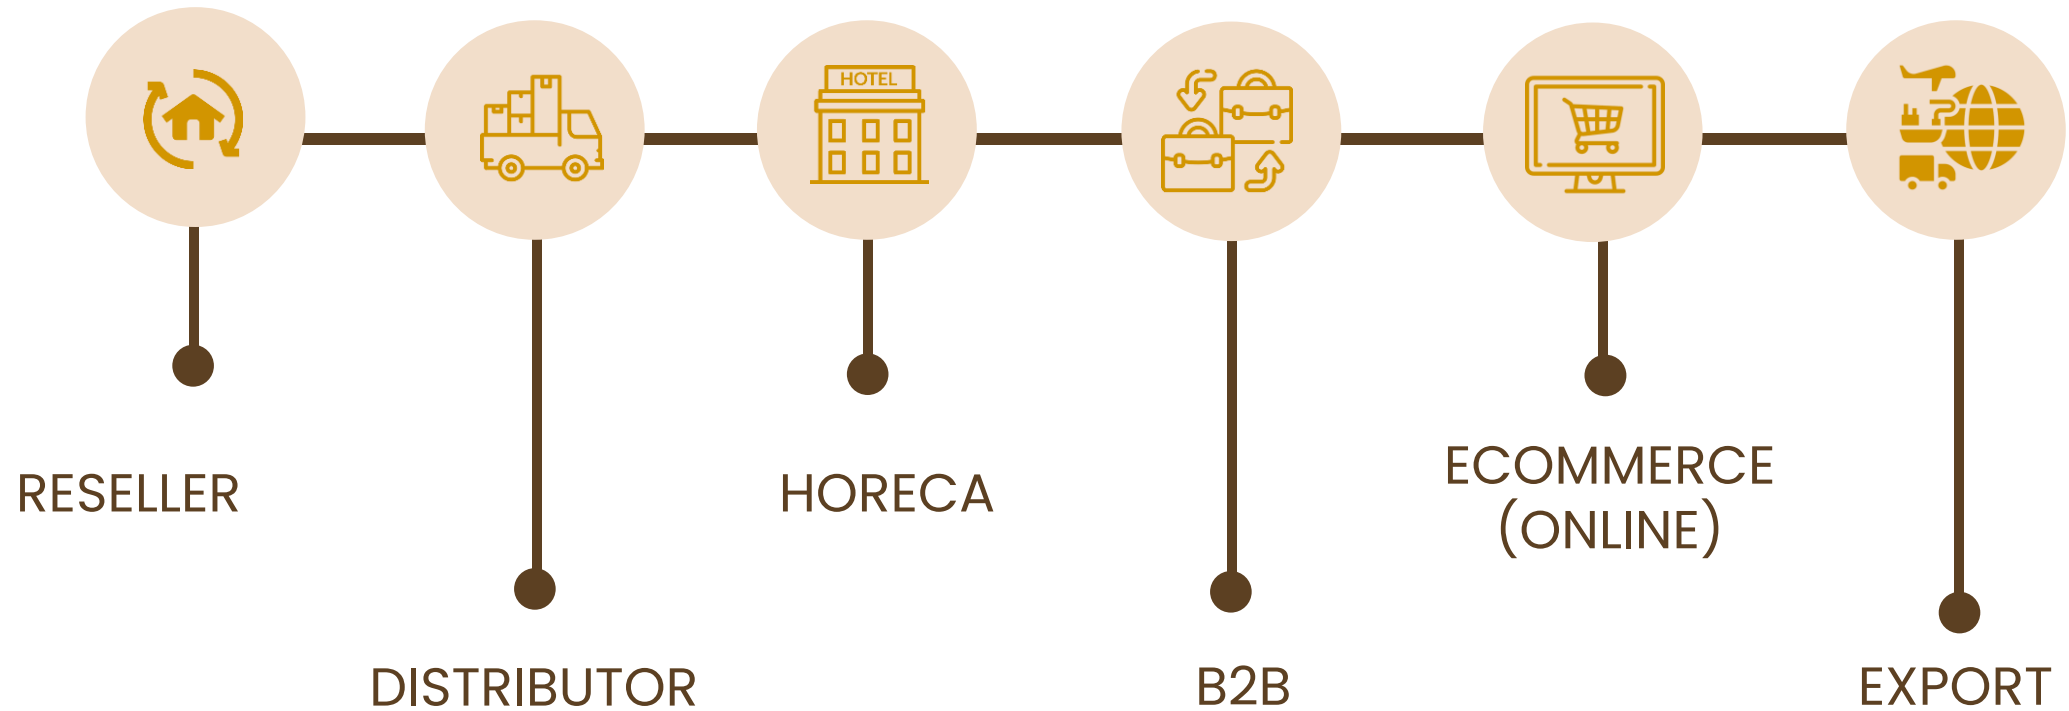 HOTEL
RESELLER
DISTRIBUTOR
HORECA
B2B
ECOMMERCE
(ONLINE)
EXPORT